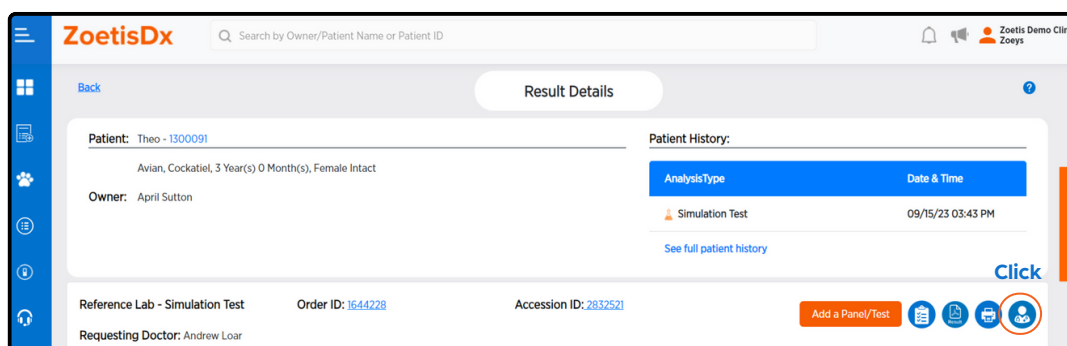 ZoetisDx
Search by Owner/Patient Name or Patient ID
Zoetis Demo Clin
Zoeys
Back
Result Details
Patient: Theo - 1300091
Avian, Cockatiel, 3 Year(s) 0 Month(s), Female Intact
Owner: April Sutton
Patient History:
AnalysisType Date & Time
Simulation Test 09/15/23 03:43 PM
See full patient history
Click
Reference Lab - Simulation Test Order ID: 1644228 Accession ID: 2832521
Add a Panel/Test
Result
Requesting Doctor: Andrew Loar